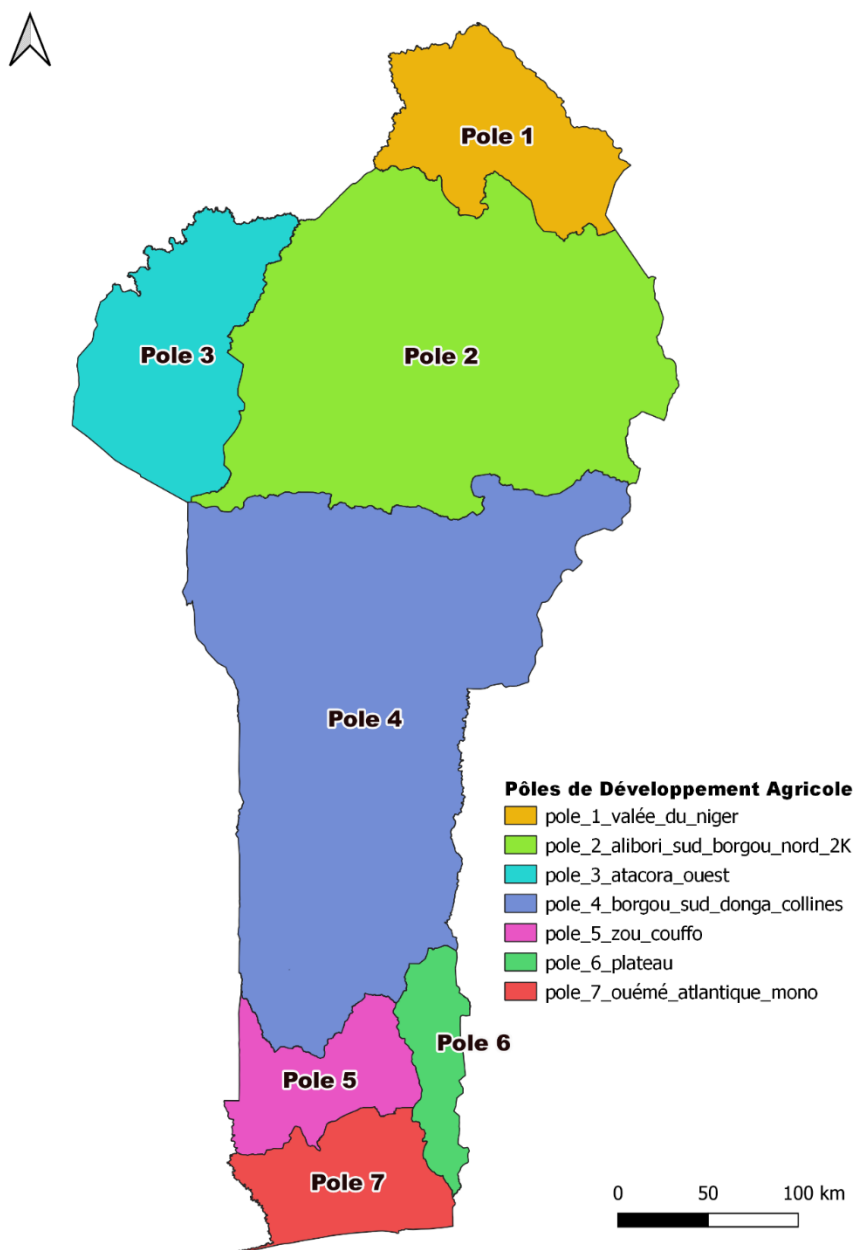 Pole 1
Pole 2
Pole 3
Pole 4
Pôles de Développement Agricole
pole_1_valée_du_niger
pole_2_alibori_sud_borgou_nord_2K
pole_3_atacora_ouest
pole_4_borgou_sud_donga_collines
pole_5_zou_couffo
pole_6_plateau
pole_7_ouémé_atlantique_mono
Pole 6
Pole 5
Pole 7
0 50 100 km